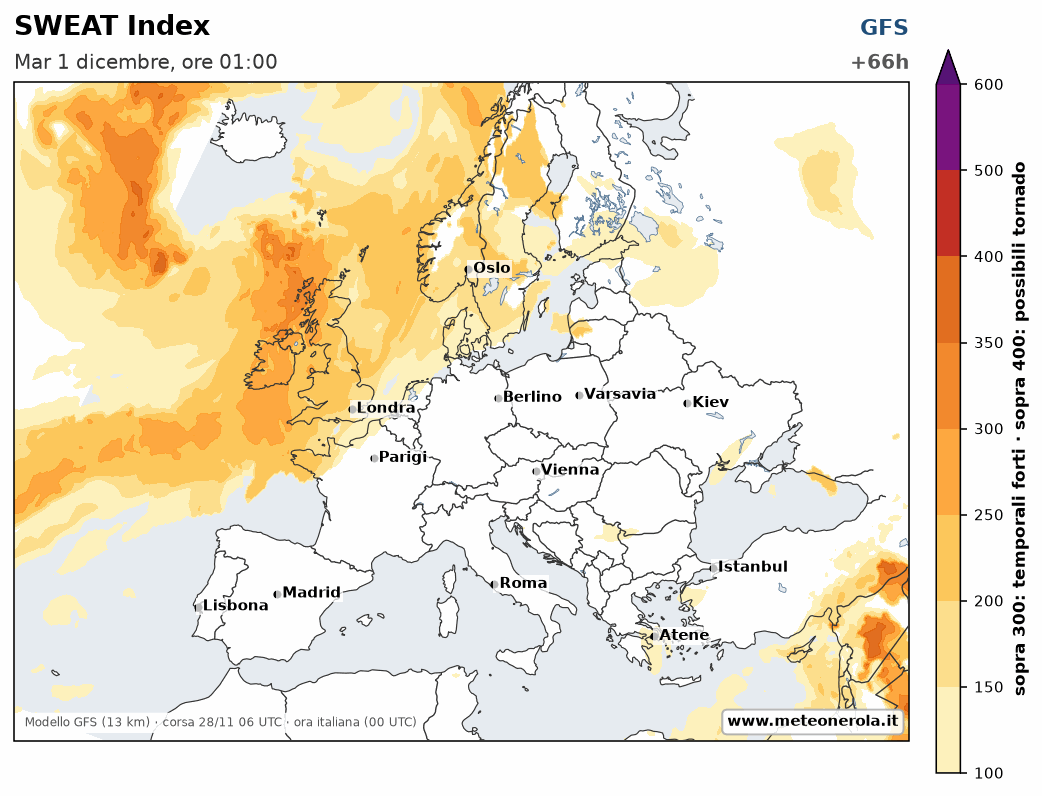 SWEAT Index
GFS
Mar 1 dicembre, ore 01:00
+66h
600
500
400
350
300
250
200
150
100
sopra 300: temporali forti · sopra 400: possibili tornado
Oslo
Berlino
Varsavia
Kiev
Londra
Parigi
Vienna
Istanbul
Roma
Madrid
Lisbona
Atene
Modello GFS (13 km) · corsa 28/11 06 UTC · ora italiana (00 UTC)
www.meteonerola.it